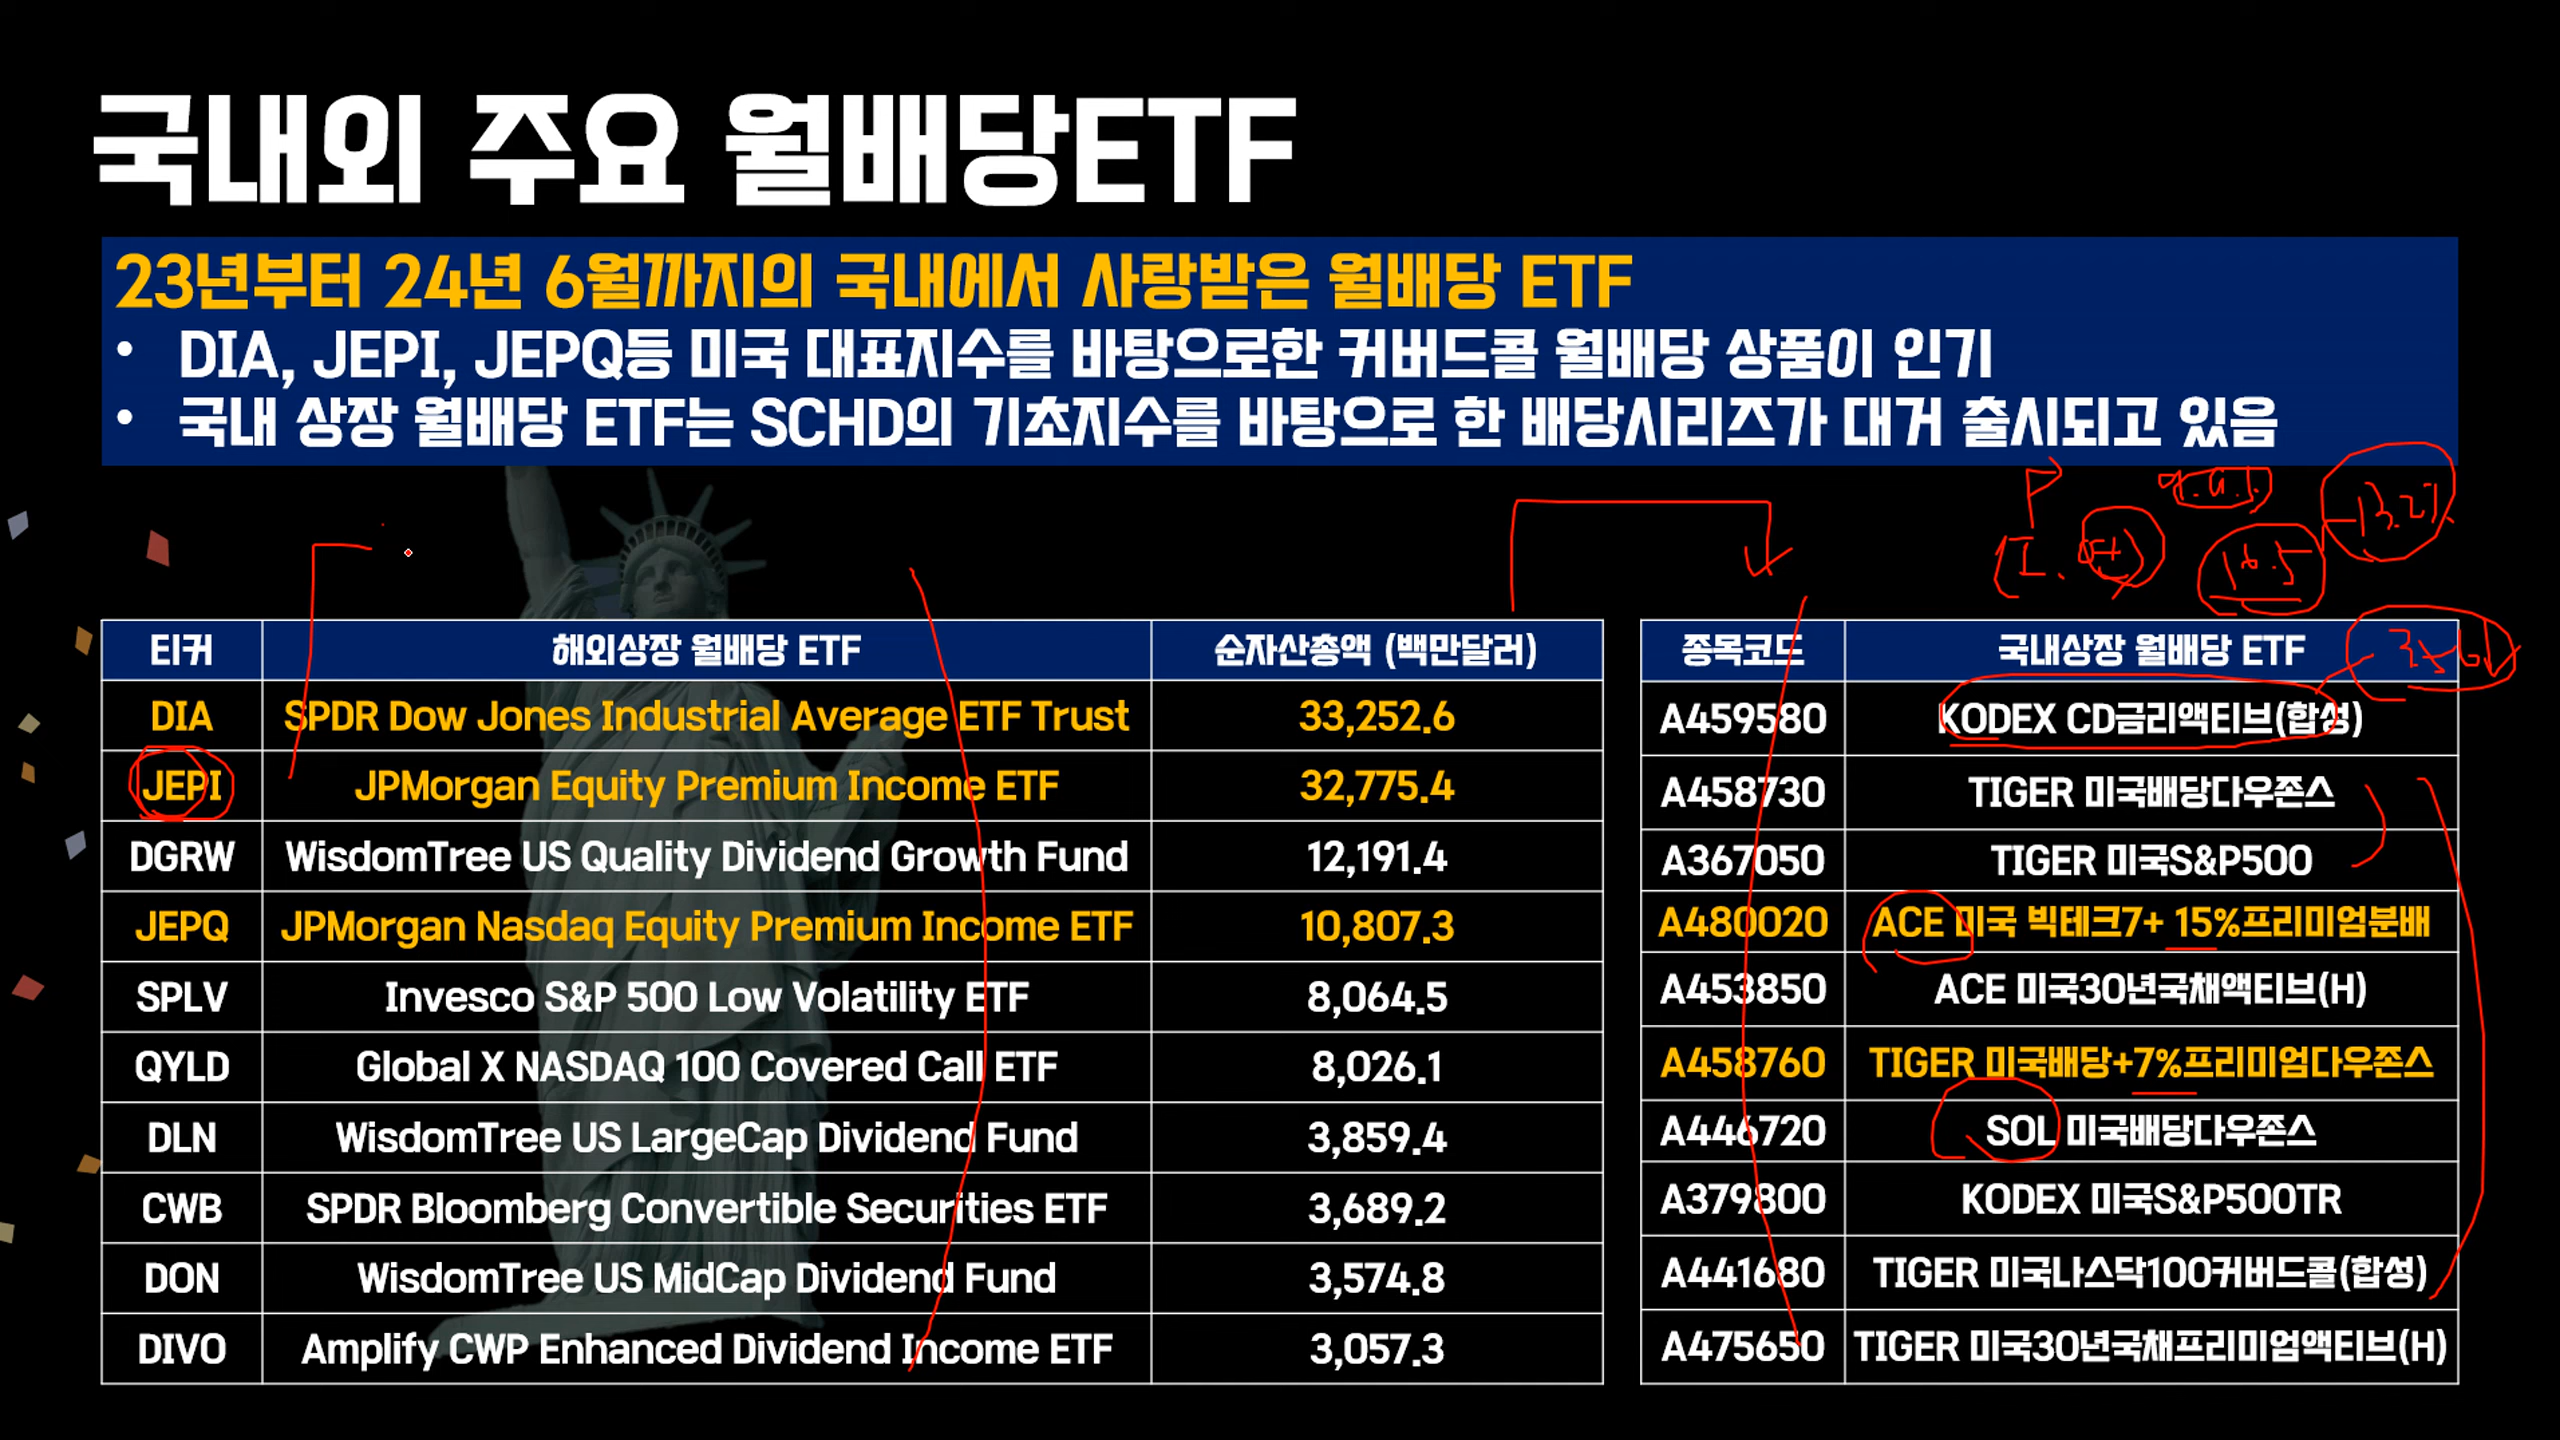 국내외 주요 월배당ETF
23년부터 24년 6월까지의 국내에서 사랑받은 월배당 ETF
• DIA, JEPI, JEPQ등 미국 대표지수를 바탕으로한 커버드콜 월배당 상품이 인기
• 국내 상장 월배당 ETF는 SCHD의 기초지수를 바탕으로 한 배당시리즈가 대거 출시되고 있음
P
16.5
티커 해외상장 월배당 ETF 순자산총액 (백만달러)
DIA SPDR Dow Jones Industrial Average ETF Trust 33,252.6
JEPI JPMorgan Equity Premium Income ETF 32,775.4
DGRW WisdomTree US Quality Dividend Growth Fund 12,191.4
JEPQ JPMorgan Nasdaq Equity Premium Income ETF 10,807.3
SPLV Invesco S&P 500 Low Volatility ETF 8,064.5
QYLD Global X NASDAQ 100 Covered Call ETF 8,026.1
DLN WisdomTree US LargeCap Dividend Fund 3,859.4
CWB SPDR Bloomberg Convertible Securities ETF 3,689.2
DON WisdomTree US MidCap Dividend Fund 3,574.8
DIVO Amplify CWP Enhanced Dividend Income ETF 3,057.3
종목코드 국내상장 월배당 ETF
A459580 KODEX CD금리액티브(합성)
A458730 TIGER 미국배당다우존스
A367050 TIGER 미국S&P500
A480020 ACE 미국 빅테크7+ 15%프리미엄분배
A453850 ACE 미국30년국채액티브(H)
A458760 TIGER 미국배당+7%프리미엄다우존스
A446720 SOL 미국배당다우존스
A379800 KODEX 미국S&P500TR
A441680 TIGER 미국나스닥100커버드콜(합성)
A475650 TIGER 미국30년국채프리미엄액티브(H)